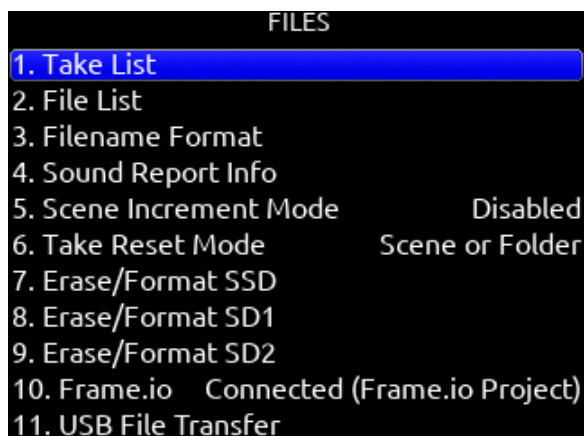 FILES
1. Take List
2. File List
3. Filename Format
4. Sound Report Info
5. Scene Increment Mode Disabled
6. Take Reset Mode Scene or Folder
7. Erase/Format SSD
8. Erase/Format SD1
9. Erase/Format SD2
10. Frame.io Connected (Frame.io Project)
11. USB File Transfer